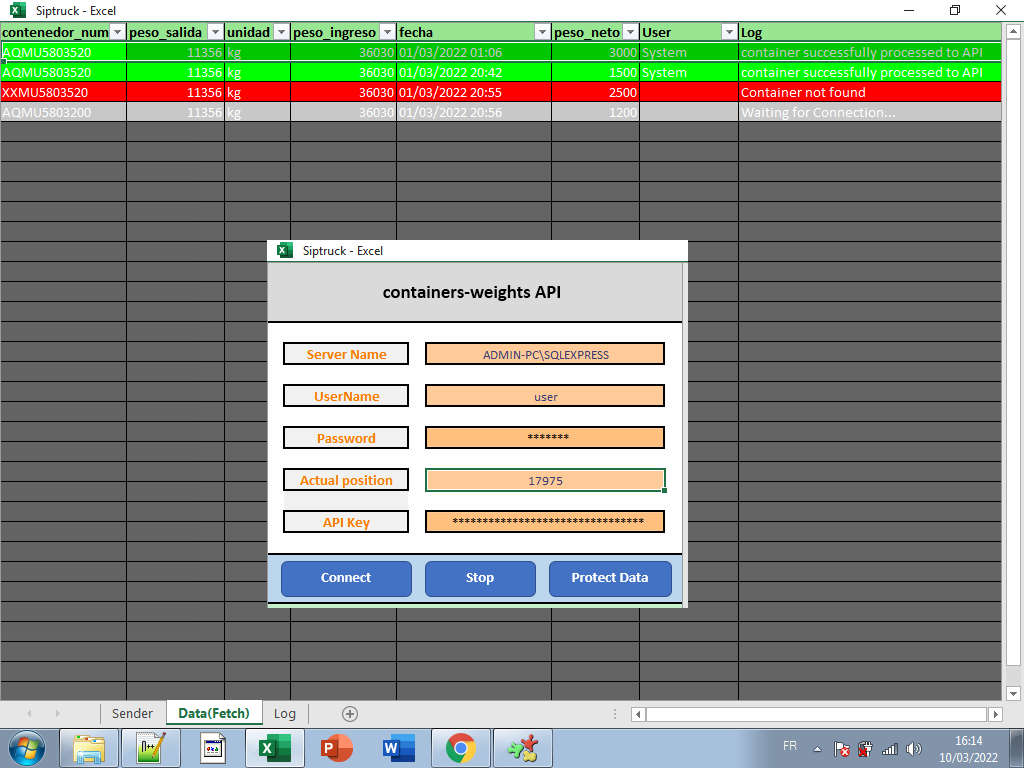 Siptruck - Excel
contenedor_num peso_salida unidad peso_ingreso fecha peso_neto User Log
AQMU5803520 11356 kg 36030 01/03/2022 01:06 3000 System container successfully processed to API
AQMU5803520 11356 kg 36030 01/03/2022 20:42 1500 System container successfully processed to API
XXMU5803520 11356 kg 36030 01/03/2022 20:55 2500 Container not found
AQMU5803200 11356 kg 36030 01/03/2022 20:56 1200 Waiting for Connection...
Siptruck - Excel
containers-weights API
Server Name ADMIN-PC\SQLEXPRESS
UserName user
Password *******
Actual position 17975
API Key ********************************
Connect Stop Protect Data
Sender Data(Fetch) Log
FR 16:14
10/03/2022